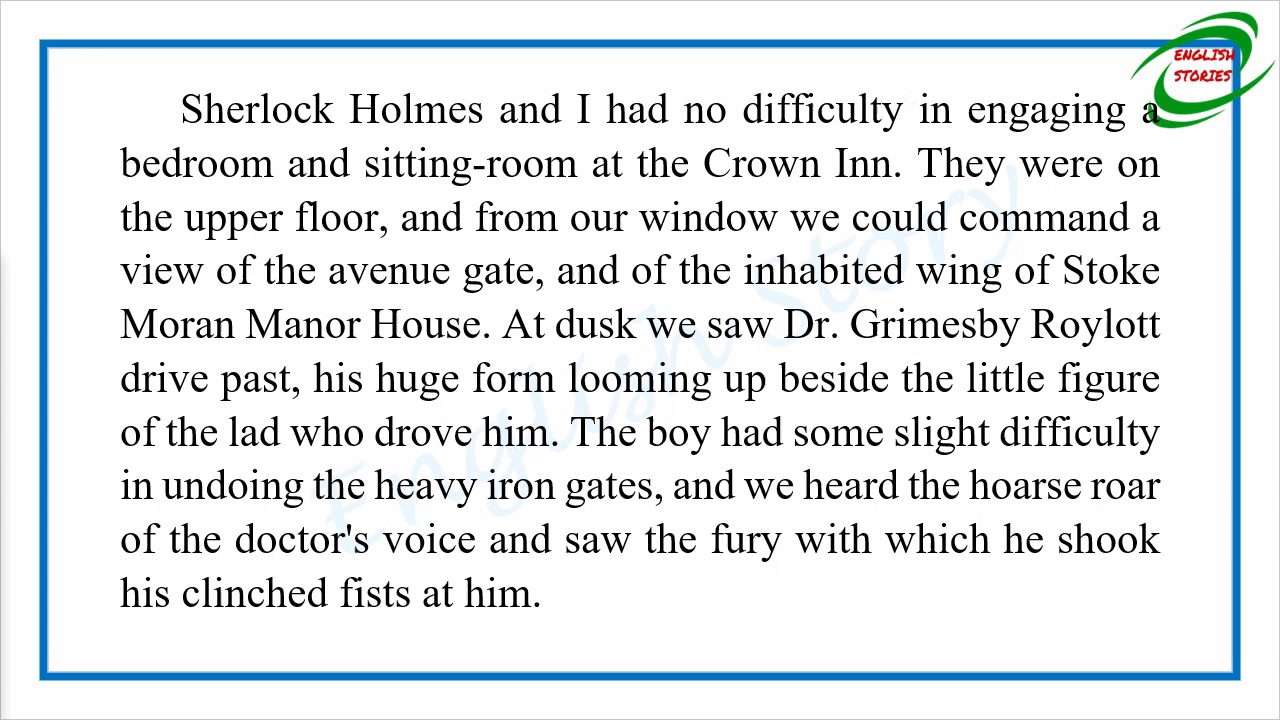 ENGLISH
STORIES
Sherlock Holmes and I had no difficulty in engaging a
bedroom and sitting-room at the Crown Inn. They were on
the upper floor, and from our window we could command a
view of the avenue gate, and of the inhabited wing of Stoke
Moran Manor House. At dusk we saw Dr. Grimesby Roylott
drive past, his huge form looming up beside the little figure
of the lad who drove him. The boy had some slight difficulty
in undoing the heavy iron gates, and we heard the hoarse roar
of the doctor's voice and saw the fury with which he shook
his clinched fists at him.
English Story